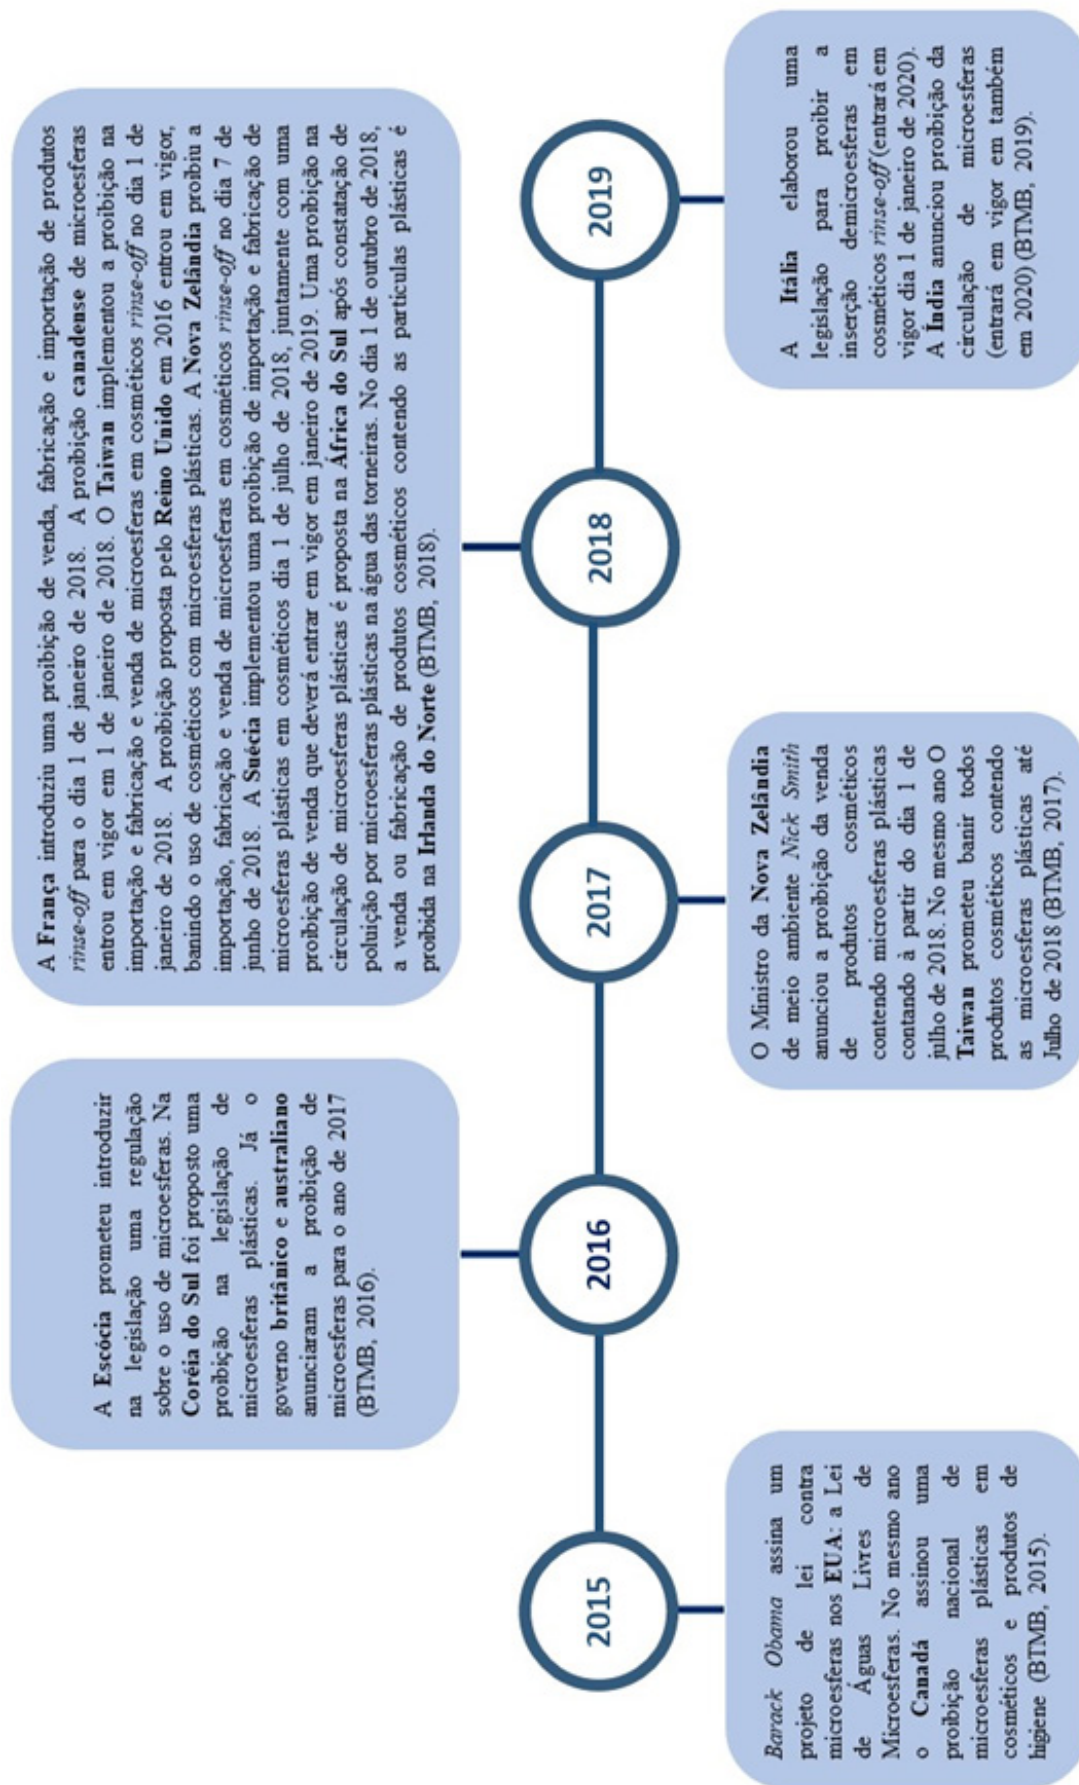 2015
Barack Obama assina um
projeto de lei contra
microesferas nos EUA: a Lei
de Águas Livres de
Microesferas. No mesmo ano
o Canadá assinou uma
proibição nacional de
microesferas plásticas em
cosméticos e produtos de
higiene (BTMB, 2015).
2016
A Escócia prometeu introduzir
na legislação uma regulação
sobre o uso de microesferas. Na
Coréia do Sul foi proposto uma
proibição na legislação de
microesferas plásticas. Já o
governo britânico e australiano
anunciaram a proibição de
microesferas para o ano de 2017
(BTMB, 2016).
2017
O Ministro da Nova Zelândia
de meio ambiente Nick Smith
anunciou a proibição da venda
de produtos cosméticos
contendo microesferas plásticas
contando à partir do dia 1 de
julho de 2018. No mesmo ano O
Taiwan prometeu banir todos
produtos cosméticos contendo
as microesferas plásticas até
Julho de 2018 (BTMB, 2017).
2018
A França introduziu uma proibição de venda, fabricação e importação de produtos
rinse-off para o dia 1 de janeiro de 2018. A proibição canadense de microesferas
entrou em vigor em 1 de janeiro de 2018. O Taiwan implementou a proibição na
importação e fabricação e venda de microesferas em cosméticos rinse-off no dia 1 de
janeiro de 2018. A proibição proposta pelo Reino Unido em 2016 entrou em vigor,
banindo o uso de cosméticos com microesferas plásticas. A Nova Zelândia probibiu a
importação, fabricação e venda de microesferas em cosméticos rinse-off no dia 7 de
junho de 2018. A Suécia implementou uma proibição de importação e fabricação de
microesferas plásticas em cosméticos dia 1 de julho de 2018, juntamente com uma
proibição de venda que deverá entrar em vigor em janeiro de 2019. Uma proibição na
circulação de microesferas plásticas é proposta na África do Sul após constatação de
poluição por microesferas plásticas na água das torneiras. No dia 1 de outubro de 2018,
a venda ou fabricação de produtos cosméticos contendo as particulas plásticas é
proibida na Irlanda do Norte (BTMB, 2018).
2019
A Itália elaborou uma
legislação para proibir a
inserção demicroesferas em
cosméticos rinse-off (entrará em
vigor dia 1 de janeiro de 2020).
A Índia anunciou proibição da
circulação de microesferas
(entrará em vigor em também
em 2020) (BTMB, 2019).